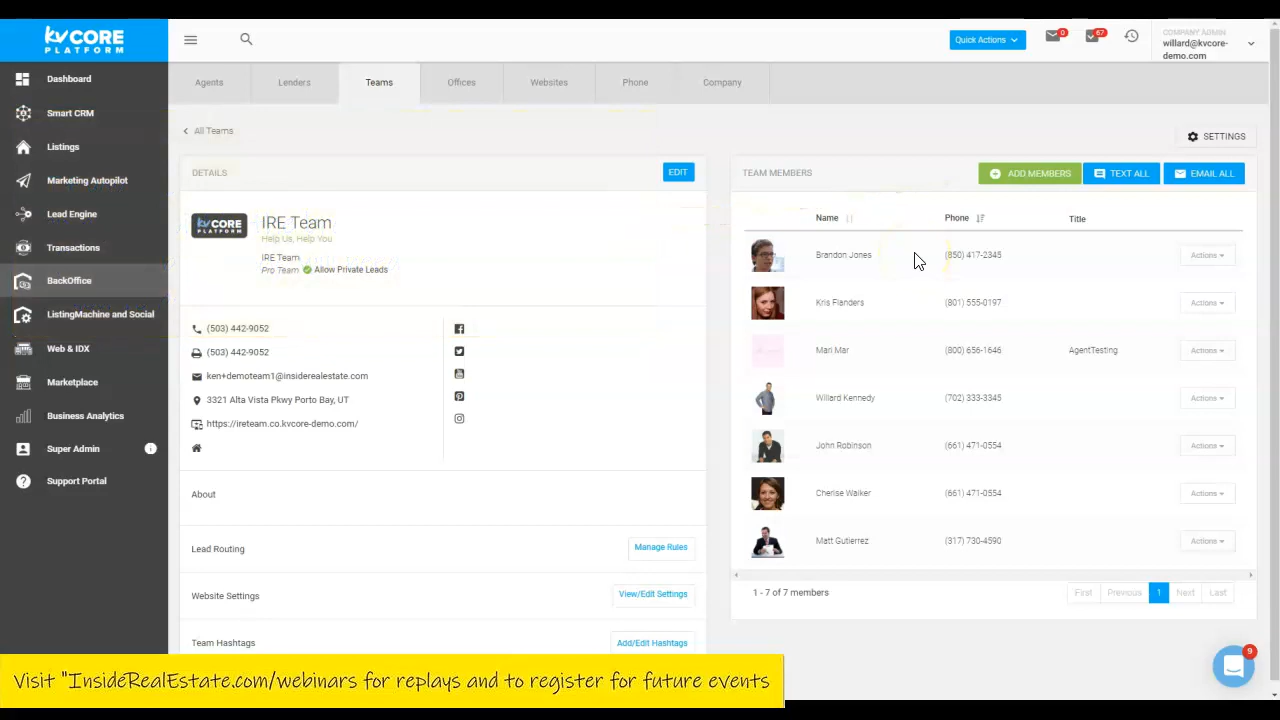 kvCORE
PLATFORM
Quick Actions
0
67
COMPANY ADMIN
willard@kvcore-
demo.com
Dashboard
Smart CRM
Listings
Marketing Autopilot
Lead Engine
Transactions
BackOffice
ListingMachine and Social
Web & IDX
Marketplace
Business Analytics
Super Admin
Support Portal
Agents
Lenders
Teams
Offices
Websites
Phone
Company
All Teams
SETTINGS
DETAILS
EDIT
kvCORE
PLATFORM
IRE Team
Help Us, Help You
IRE Team
Pro Team Allow Private Leads
(503) 442-9052
(503) 442-9052
ken+demoteam1@insiderealestate.com
3321 Alta Vista Pkwy Porto Bay, UT
https://ireteam.co.kvcore-demo.com/
About
Lead Routing
Manage Rules
Website Settings
View/Edit Settings
Team Hashtags
Add/Edit Hashtags
TEAM MEMBERS
ADD MEMBERS
TEXT ALL
EMAIL ALL
Name Phone Title
Brandon Jones (850) 417-2345 Actions
Kris Flanders (801) 555-0197 Actions
Mari Mar (800) 656-1646 AgentTesting Actions
Willard Kennedy (702) 333-3345 Actions
John Robinson (661) 471-0554 Actions
Cherise Walker (661) 471-0554 Actions
Matt Gutierrez (317) 730-4590 Actions
1 - 7 of 7 members
First Previous 1 Next Last
9
Visit "InsideRealEstate.com/webinars for replays and to register for future events